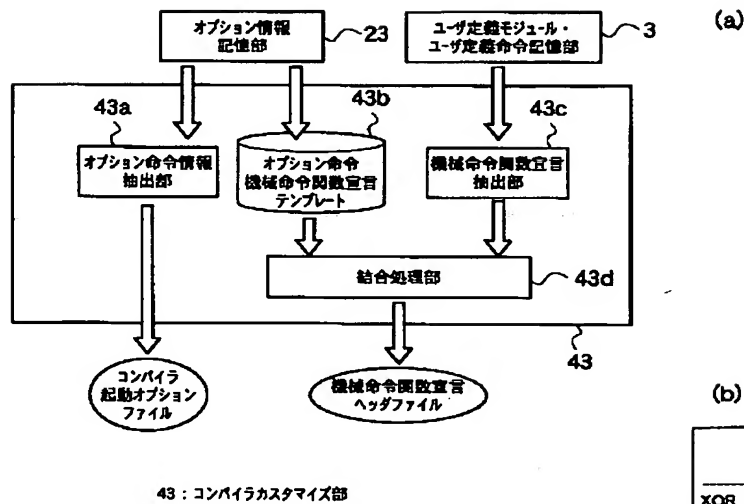 (a)
オプション情報
記憶部
23
ユーザ定義モジュール・
ユーザ定義命令記憶部
3
43a
43b
43c
オプション命令情報
抽出部
オプション命令
機械命令関数宣言
テンプレート
機械命令関数宣言
抽出部
結合処理部
43d
43
コンパイラ
起動オプション
ファイル
機械命令関数宣言
ヘッダファイル
(b)
XOR
43 : コンパイラカスタマイズ部